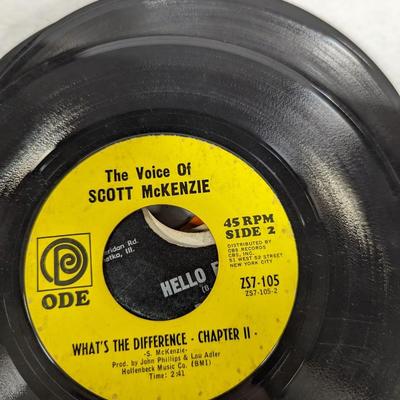 The Voice Of
SCOTT McKENZIE
45 RPM
SIDE 2
DISTRIBUTED BY
CBS RECORDS
CBS, INC.
51 WEST 52 STREET
NEW YORK CITY
ZS7-105
ZS7-105-2
ODE
WHAT'S THE DIFFERENCE - CHAPTER II -
-S. McKenzie-
Prod. by John Phillips & Lou Adler
Hollenbeck Music Co. (BMI)
Time: 2:41
Rd.
Ill.
HELLO